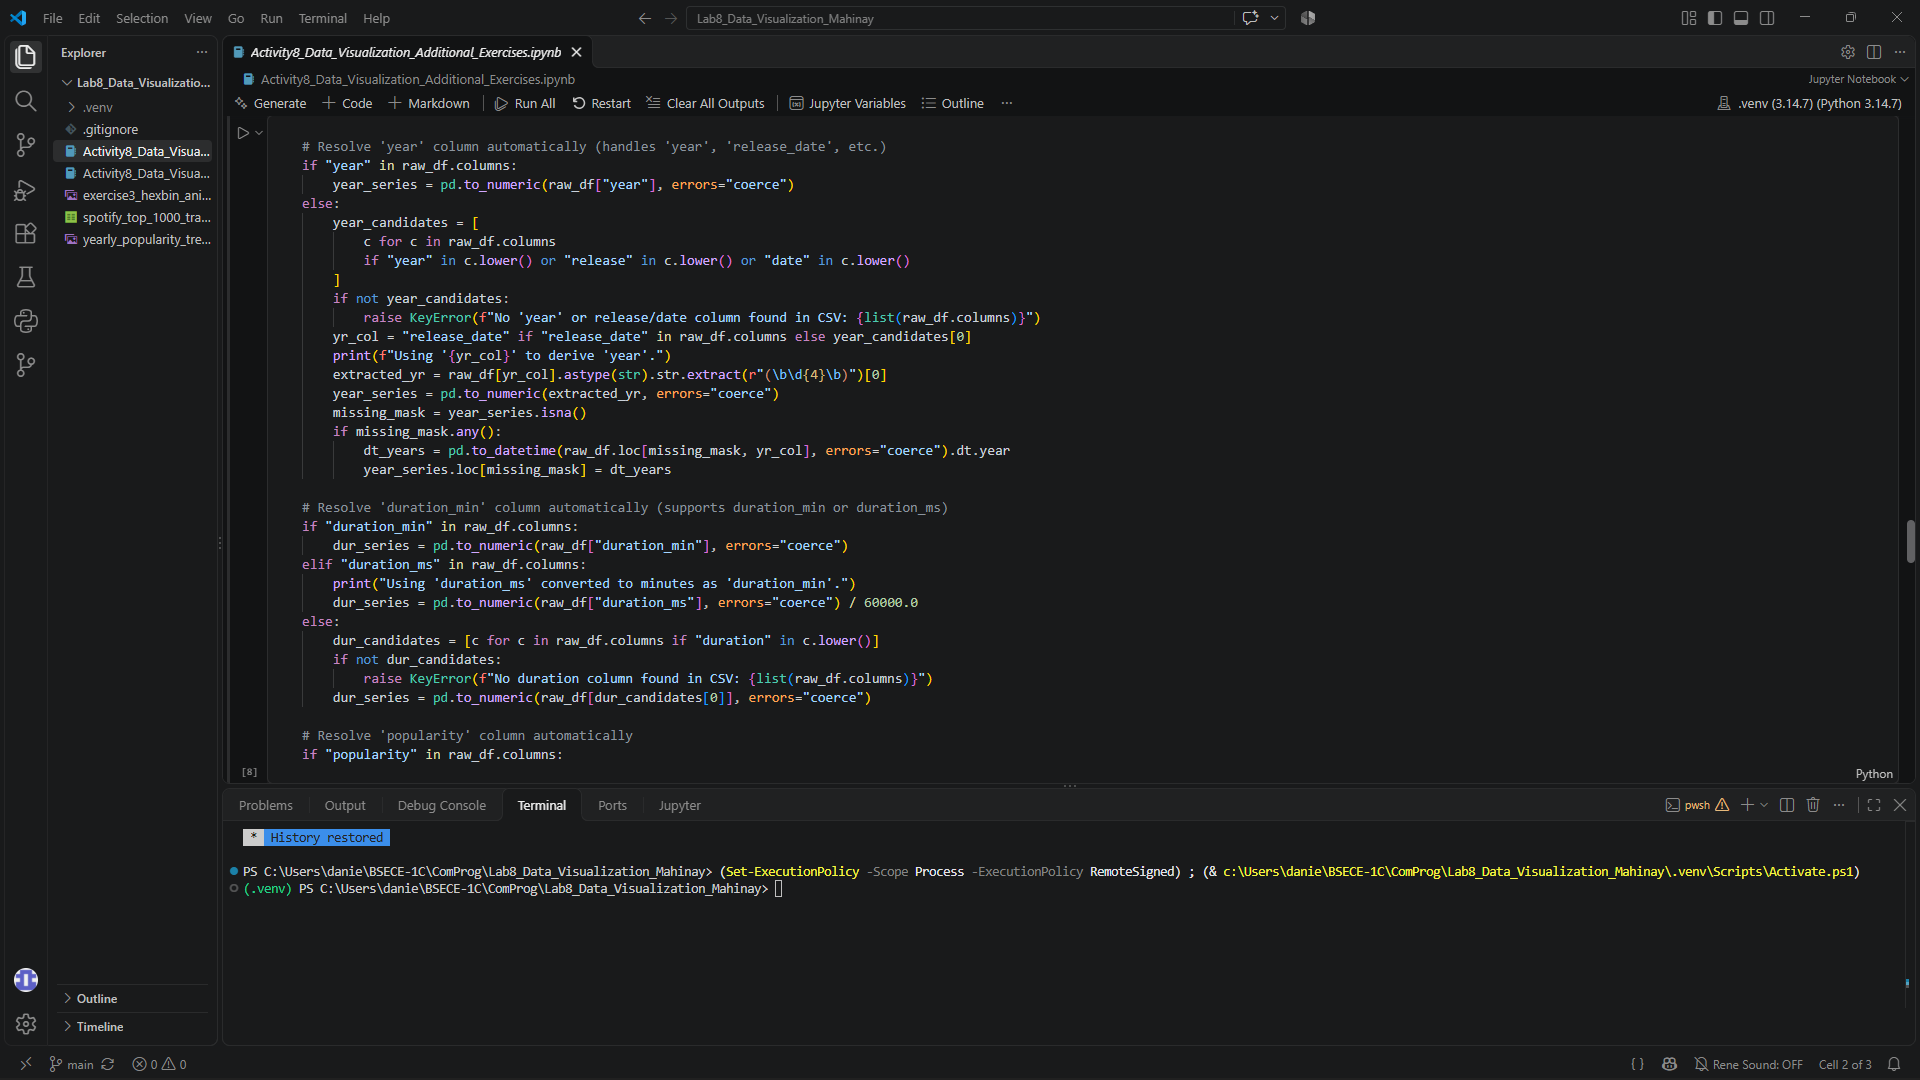 File Edit Selection View Go Run Terminal Help
Lab8_Data_Visualization_Mahinay
Explorer
Lab8_Data_Visualizatio...
.venv
.gitignore
Activity8_Data_Visua...
Activity8_Data_Visua...
exercise3_hexbin_ani...
spotify_top_1000_tra...
yearly_popularity_tre...
Outline
Timeline
Activity8_Data_Visualization_Additional_Exercises.ipynb
Activity8_Data_Visualization_Additional_Exercises.ipynb
Jupyter Notebook
Generate + Code + Markdown Run All Restart Clear All Outputs Jupyter Variables Outline ...
.venv (3.14.7) (Python 3.14.7)
# Resolve 'year' column automatically (handles 'year', 'release_date', etc.)
if "year" in raw_df.columns:
    year_series = pd.to_numeric(raw_df["year"], errors="coerce")
else:
    year_candidates = [
        c for c in raw_df.columns
        if "year" in c.lower() or "release" in c.lower() or "date" in c.lower()
    ]
    if not year_candidates:
        raise KeyError(f"No 'year' or release/date column found in CSV: {list(raw_df.columns)}")
    yr_col = "release_date" if "release_date" in raw_df.columns else year_candidates[0]
    print(f"Using '{yr_col}' to derive 'year'.")
    extracted_yr = raw_df[yr_col].astype(str).str.extract(r"(\b\d{4}\b)")[0]
    year_series = pd.to_numeric(extracted_yr, errors="coerce")
    missing_mask = year_series.isna()
    if missing_mask.any():
        dt_years = pd.to_datetime(raw_df.loc[missing_mask, yr_col], errors="coerce").dt.year
        year_series.loc[missing_mask] = dt_years
# Resolve 'duration_min' column automatically (supports duration_min or duration_ms)
if "duration_min" in raw_df.columns:
    dur_series = pd.to_numeric(raw_df["duration_min"], errors="coerce")
elif "duration_ms" in raw_df.columns:
    print("Using 'duration_ms' converted to minutes as 'duration_min'.")
    dur_series = pd.to_numeric(raw_df["duration_ms"], errors="coerce") / 60000.0
else:
    dur_candidates = [c for c in raw_df.columns if "duration" in c.lower()]
    if not dur_candidates:
        raise KeyError(f"No duration column found in CSV: {list(raw_df.columns)}")
    dur_series = pd.to_numeric(raw_df[dur_candidates[0]], errors="coerce")
# Resolve 'popularity' column automatically
if "popularity" in raw_df.columns:
[8]
Python
Problems Output Debug Console Terminal Ports Jupyter
pwsh
* History restored
PS C:\Users\danie\BSECE-1C\ComProg\Lab8_Data_Visualization_Mahinay> (Set-ExecutionPolicy -Scope Process -ExecutionPolicy RemoteSigned) ; (& c:\Users\danie\BSECE-1C\ComProg\Lab8_Data_Visualization_Mahinay\.venv\Scripts\Activate.ps1)
(.venv) PS C:\Users\danie\BSECE-1C\ComProg\Lab8_Data_Visualization_Mahinay>
main 0 0
{ } Rene Sound: OFF Cell 2 of 3